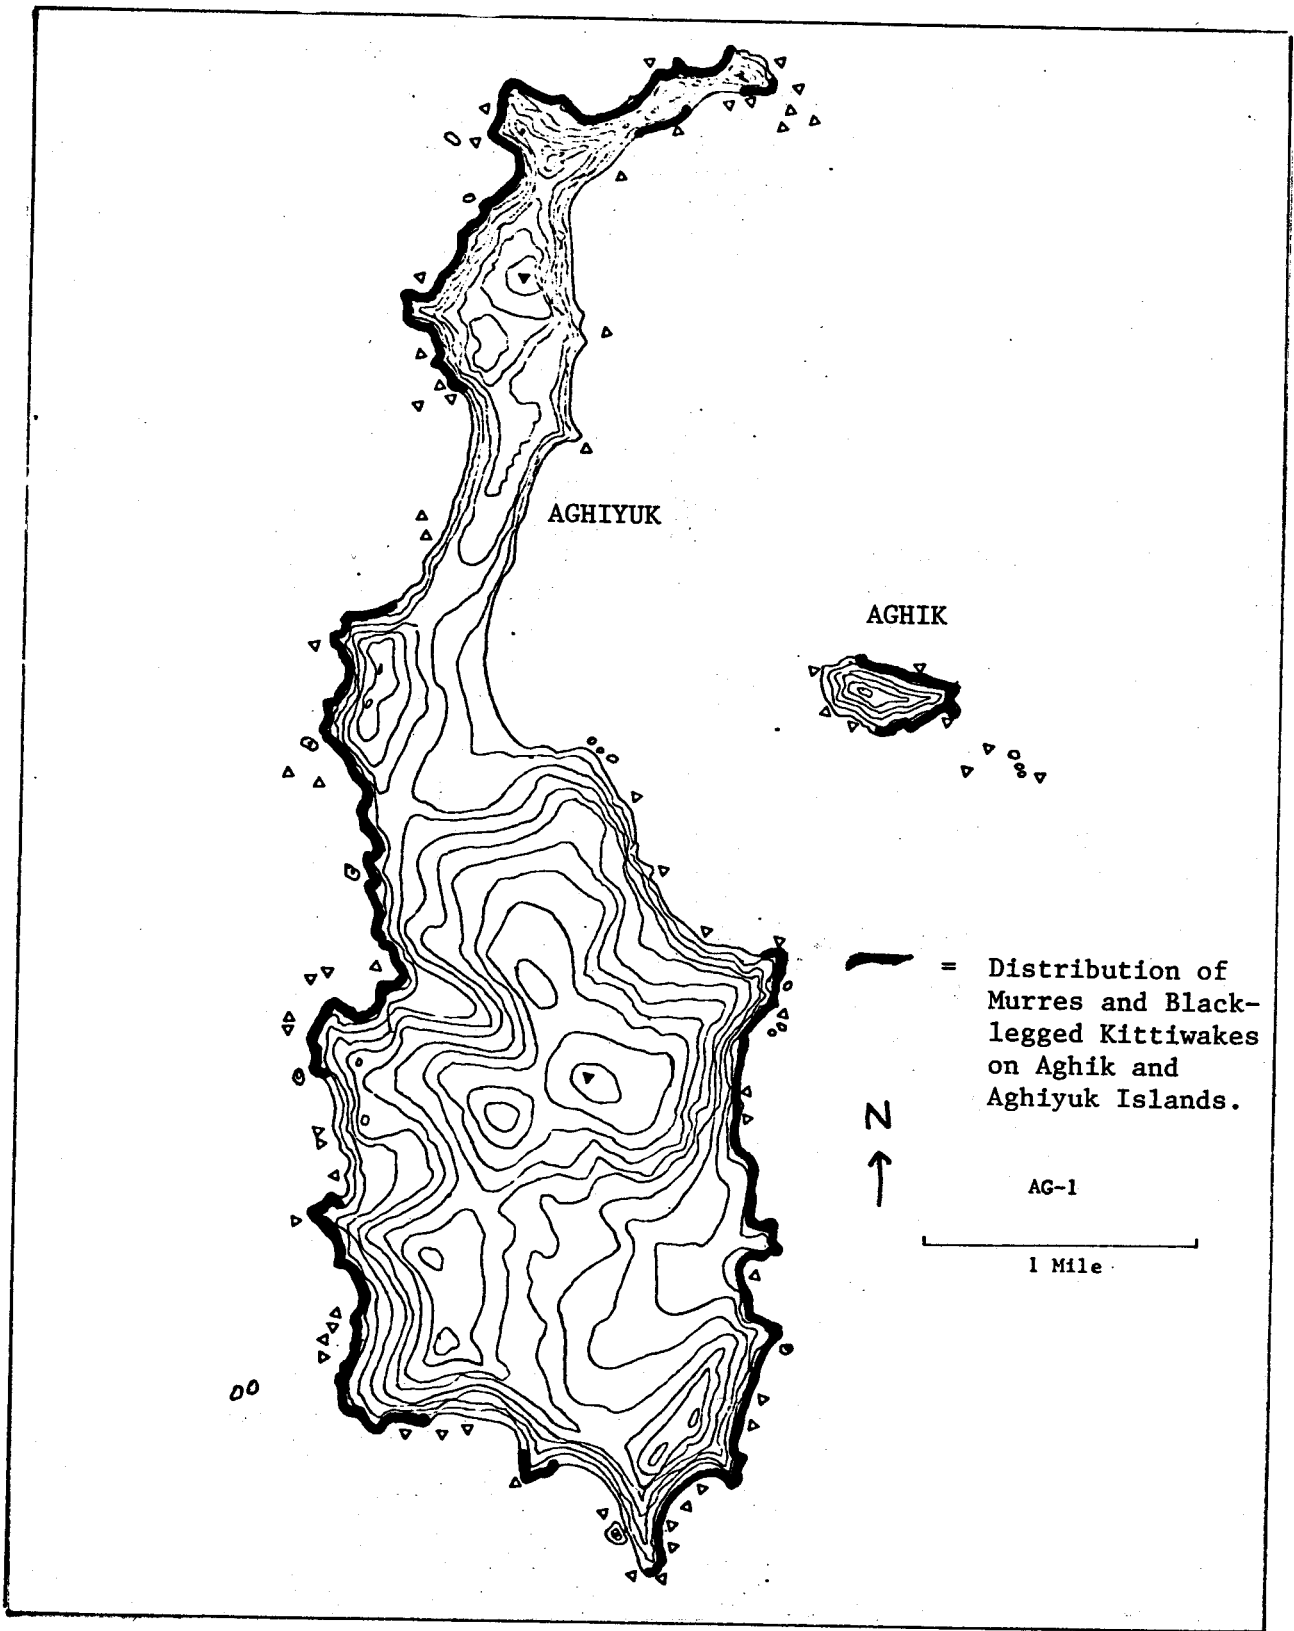 AGHIYUK
AGHIK
= Distribution of
Murres and Black-
legged Kittiwakes
on Aghik and
Aghiyuk Islands.
N
AG-1
1 Mile